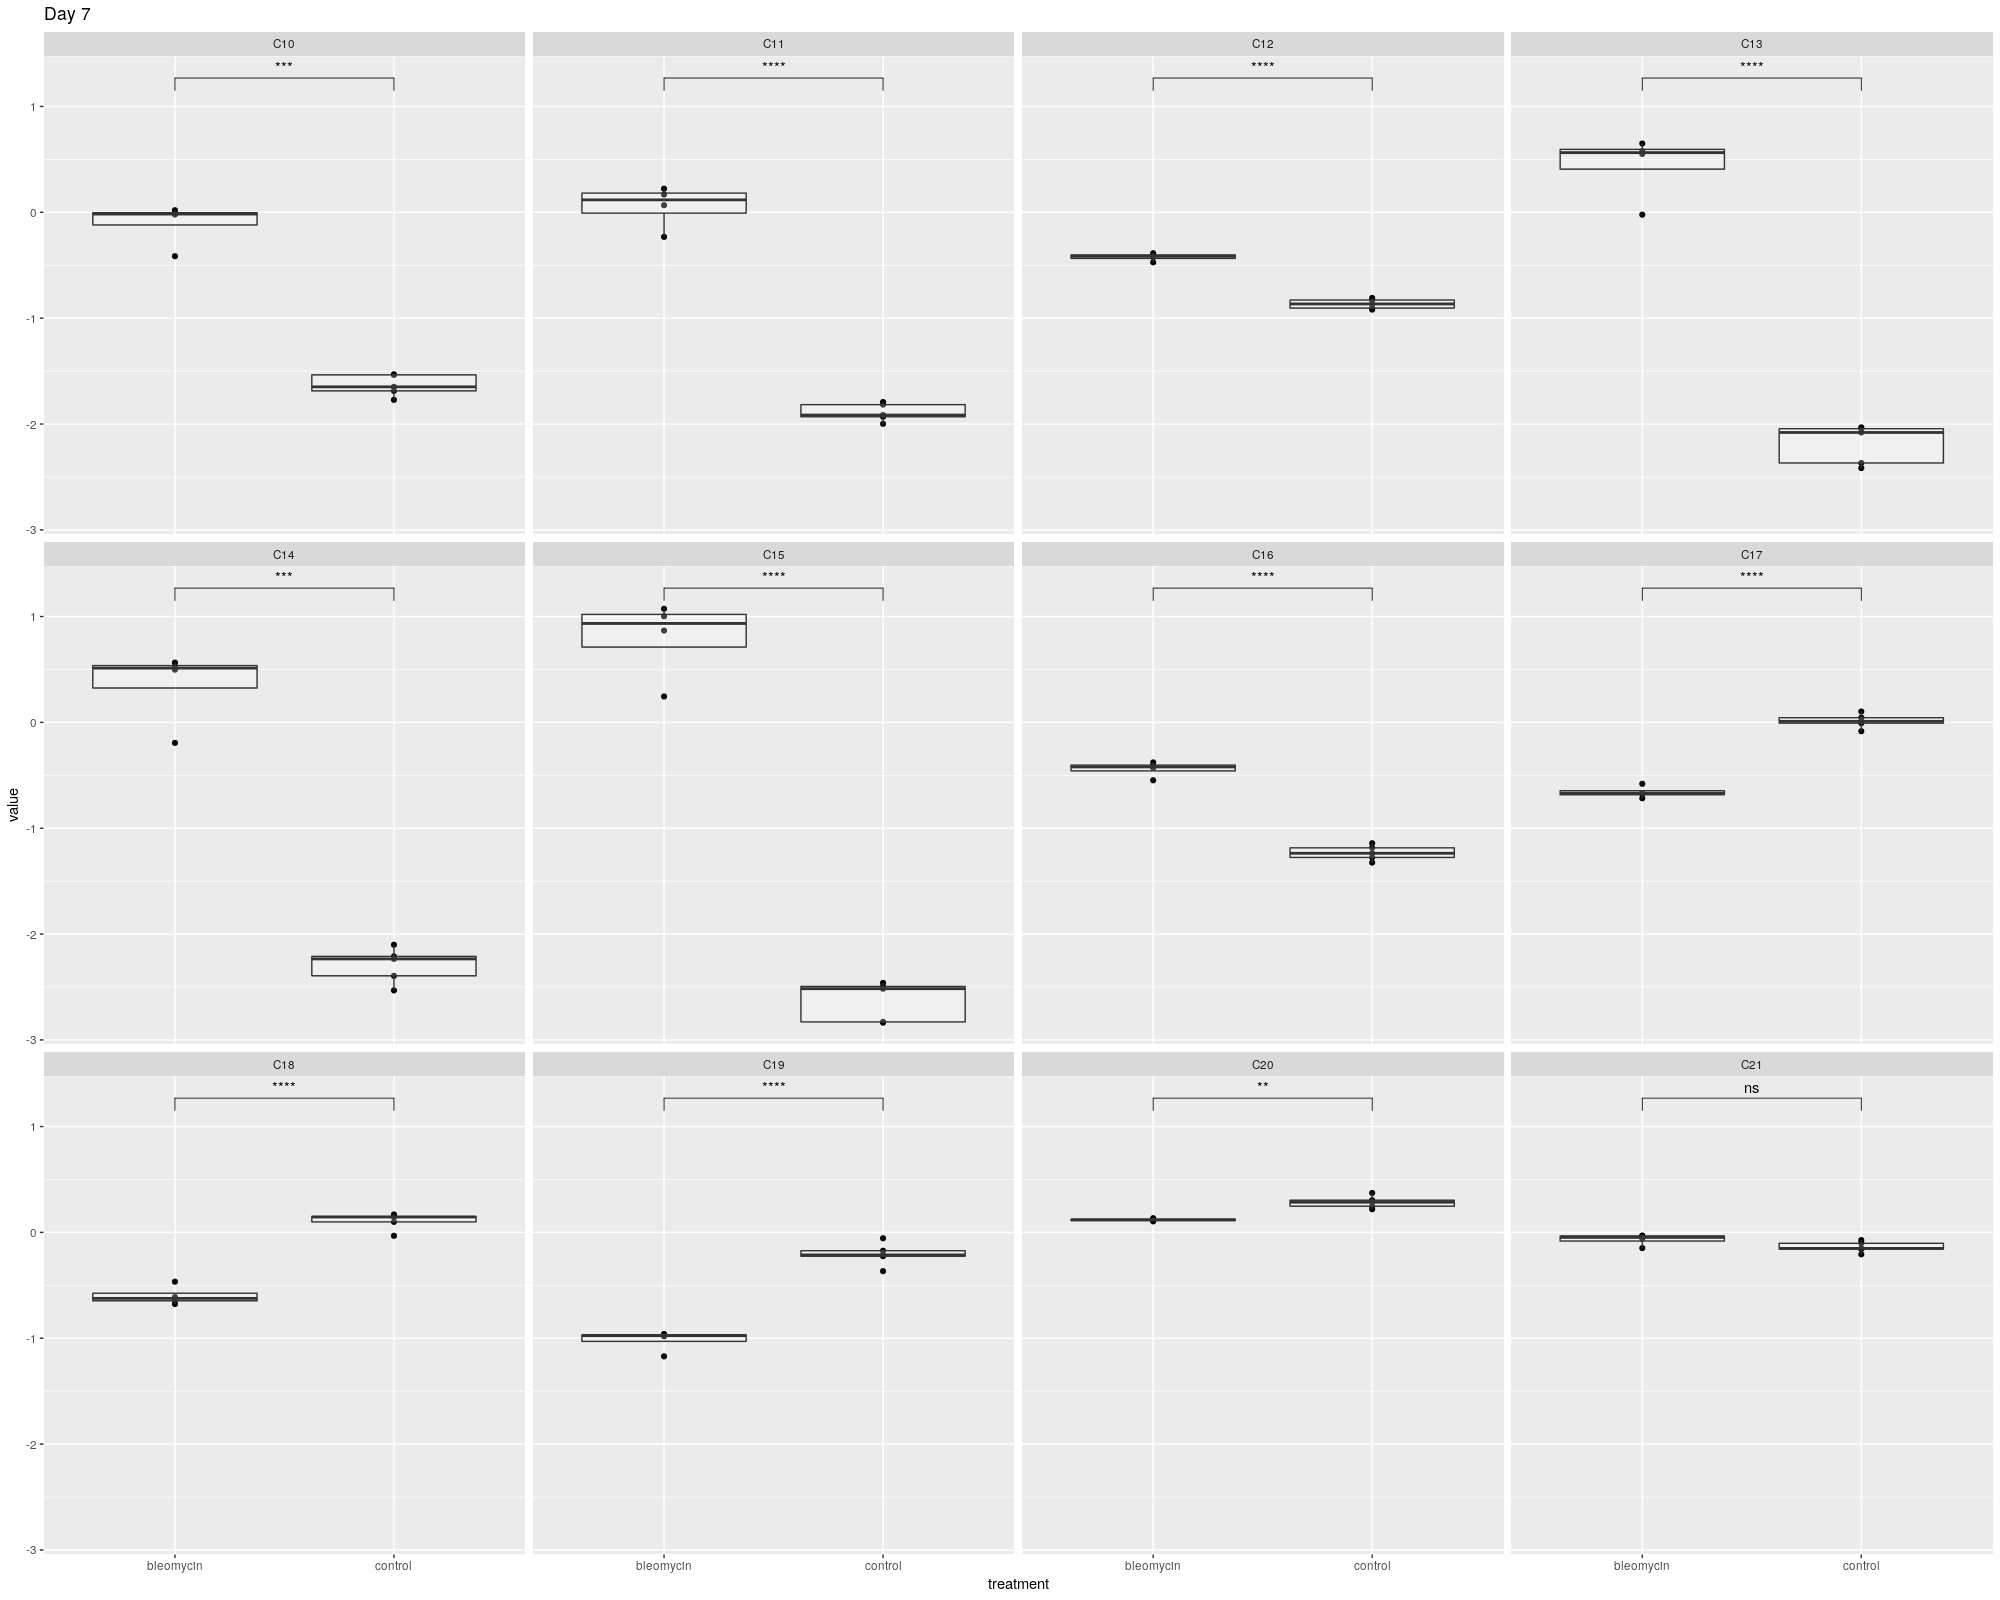 Day 7
C10 C11 C12 C13
*** **** **** ****
1
0
-1
-2
-3
C14 C15 C16 C17
*** **** **** ****
1
0
-1
-2
-3
value
C18 C19 C20 C21
**** **** ** ns
1
0
-1
-2
-3
bleomycin control bleomycin control bleomycin control bleomycin control
treatment